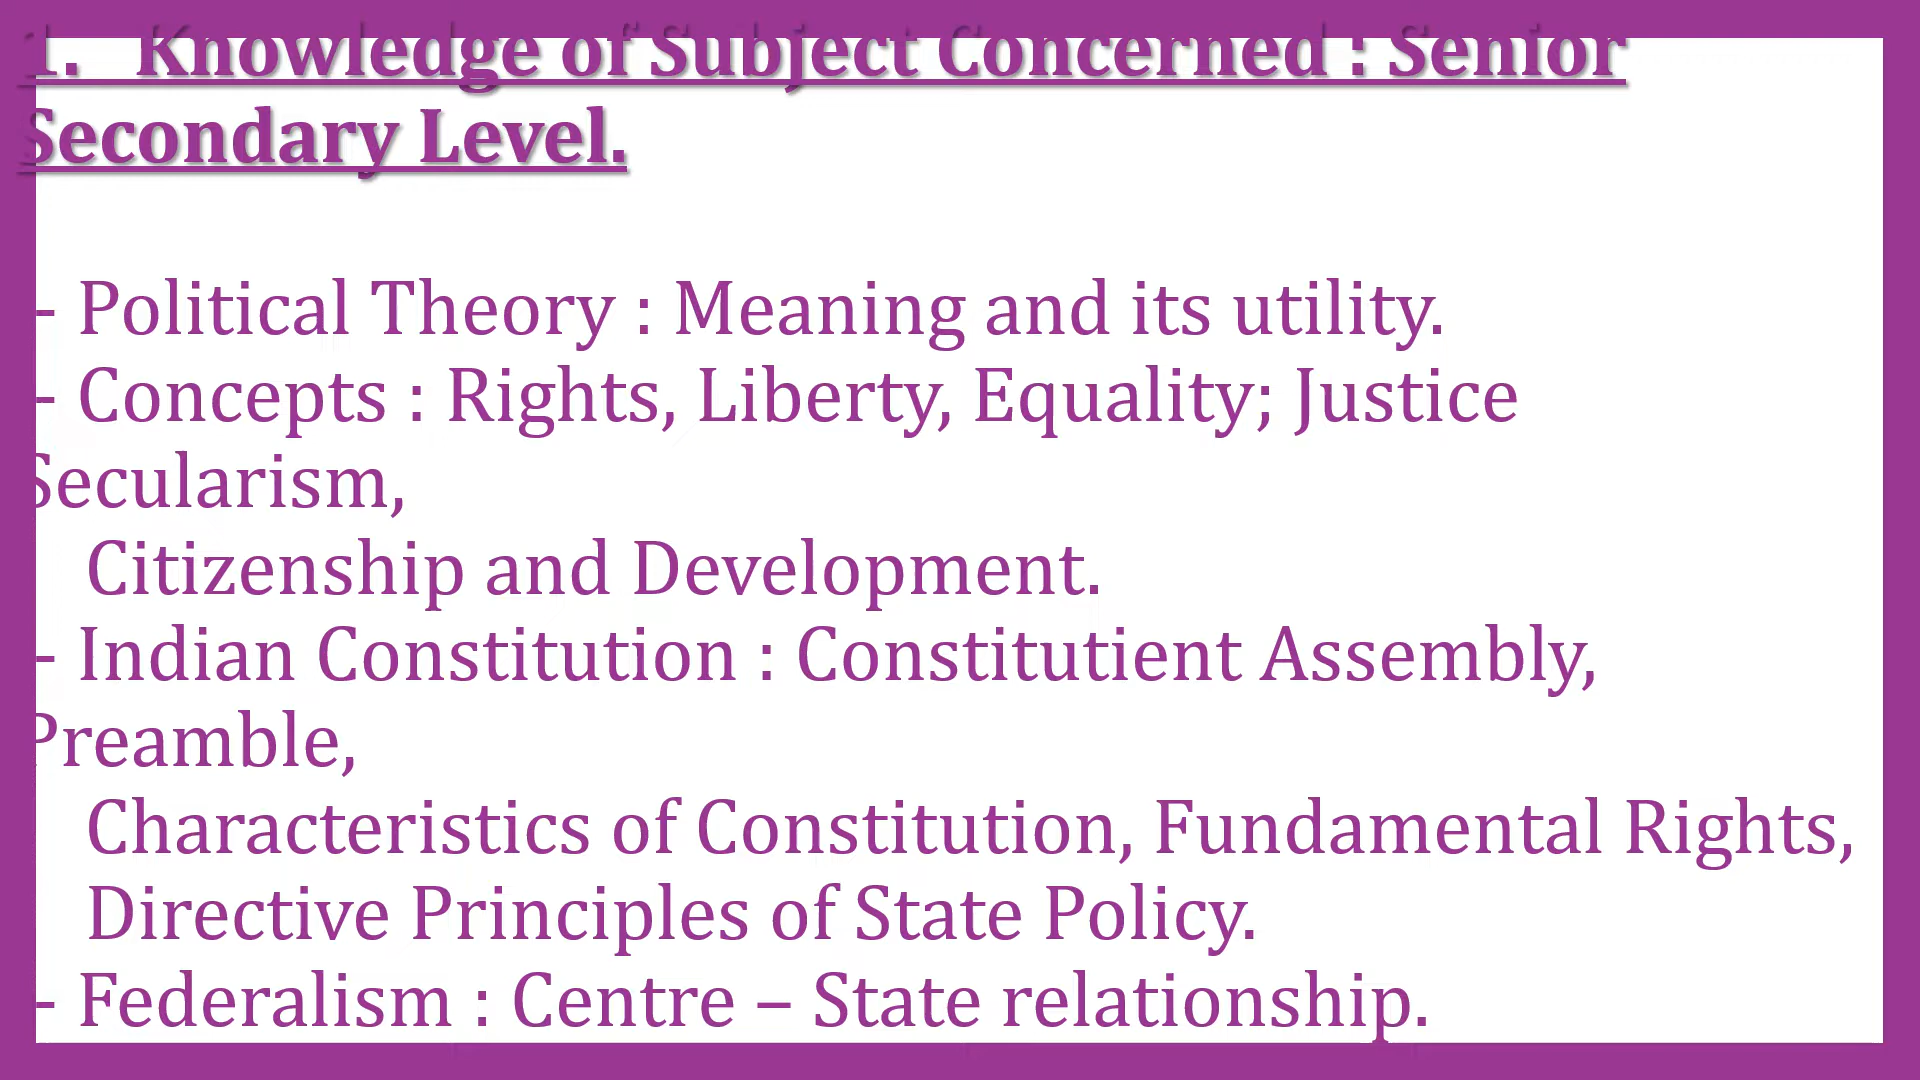 1. Knowledge of Subject Concerned : Senior
Secondary Level.
- Political Theory : Meaning and its utility.
- Concepts : Rights, Liberty, Equality; Justice
Secularism,
Citizenship and Development.
- Indian Constitution : Constitutient Assembly,
Preamble,
Characteristics of Constitution, Fundamental Rights,
Directive Principles of State Policy.
- Federalism : Centre – State relationship.